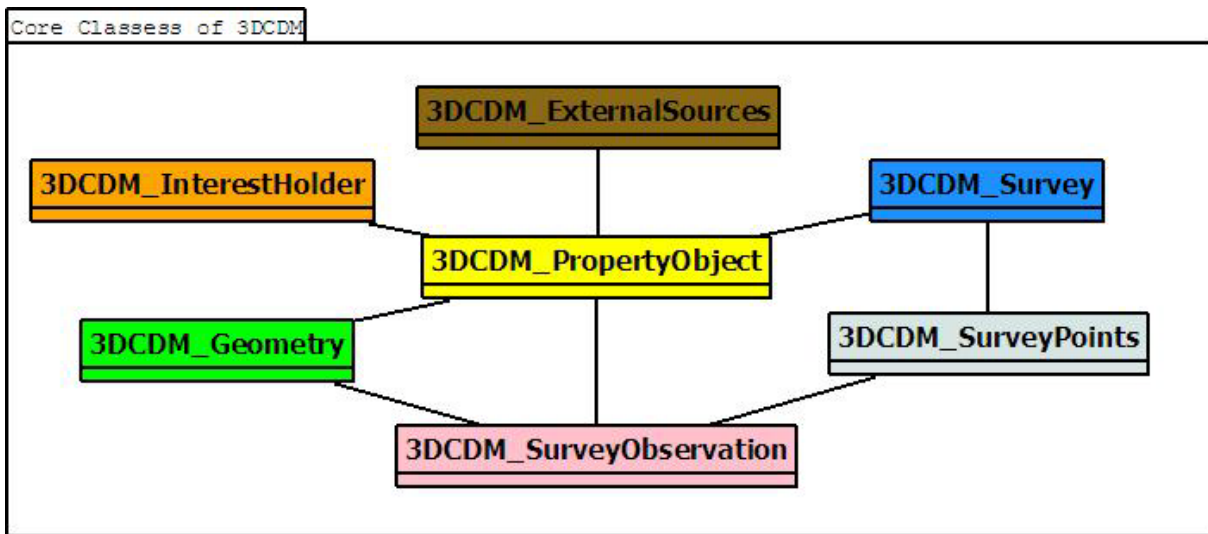 Core Classess of 3DCDM
3DCDM_ExternalSources
3DCDM_InterestHolder
3DCDM_Survey
3DCDM_PropertyObject
3DCDM_Geometry
3DCDM_SurveyPoints
3DCDM_SurveyObservation